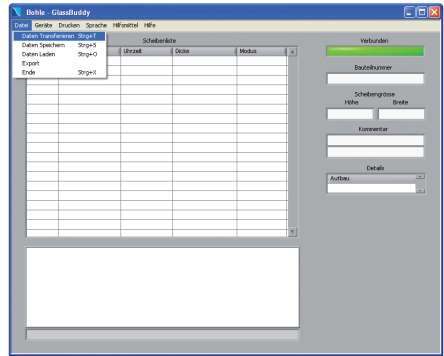 Bohle - GlassBuddy
Datei Geräte Drucken Sprache Hilfsmittel Hilfe
Daten Transferieren Strg+T
Daten Speichern Strg+S
Daten Laden Strg+O
Export
Ende Strg+X
Scheibenliste
Uhrzeit Dicke Modus
Verbunden
Bauteilnummer
Scheibengrösse
Höhe Breite
Kommentar
Details
Aufbau